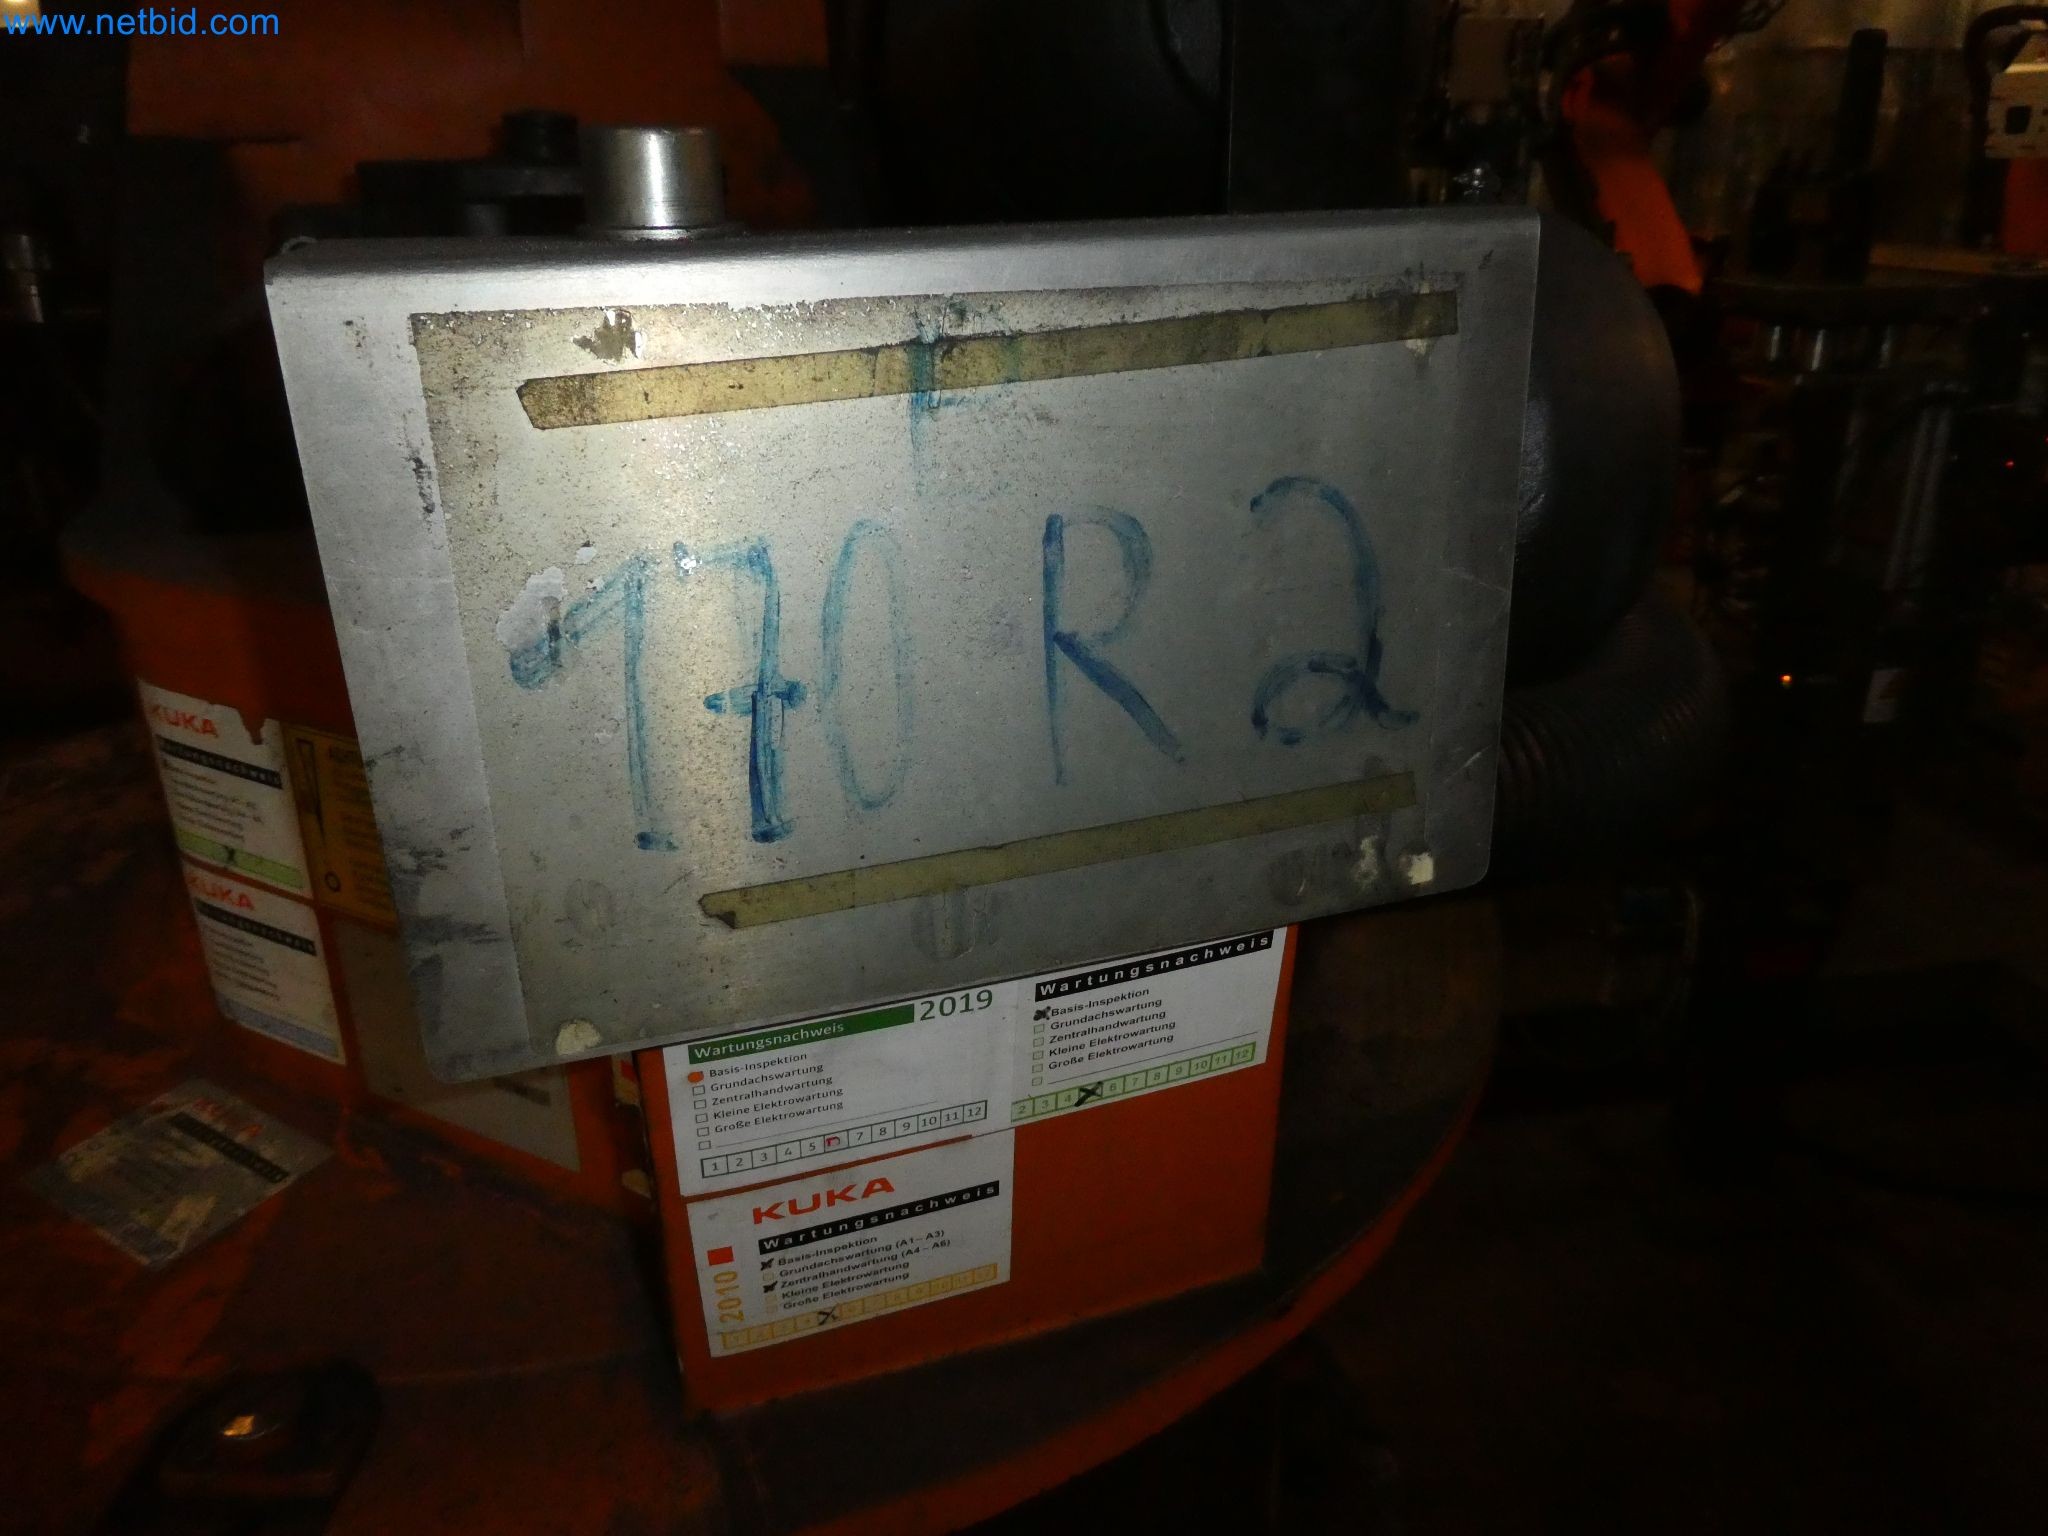 www.netbid.com
170 R2
KUKA
Wartungsnachweis
KUKA
Wartungsnachweis
Wartungsnachweis 2019
Basis-Inspektion
Grundachswartung
Zentralhandwartung
Kleine Elektrowartung
Große Elektrowartung
1 2 3 4 5 7 8 9 10 11 12
Wartungsnachweis
Basis-Inspektion
Grundachswartung
Zentralhandwartung
Kleine Elektrowartung
Große Elektrowartung
2 3 4 6 7 8 9 10 11 12
KUKA
Wartungsnachweis
Basis-Inspektion
Grundachswartung (A1 – A3)
Zentralhandwartung (A4 – A6)
Kleine Elektrowartung
Große Elektrowartung
2010